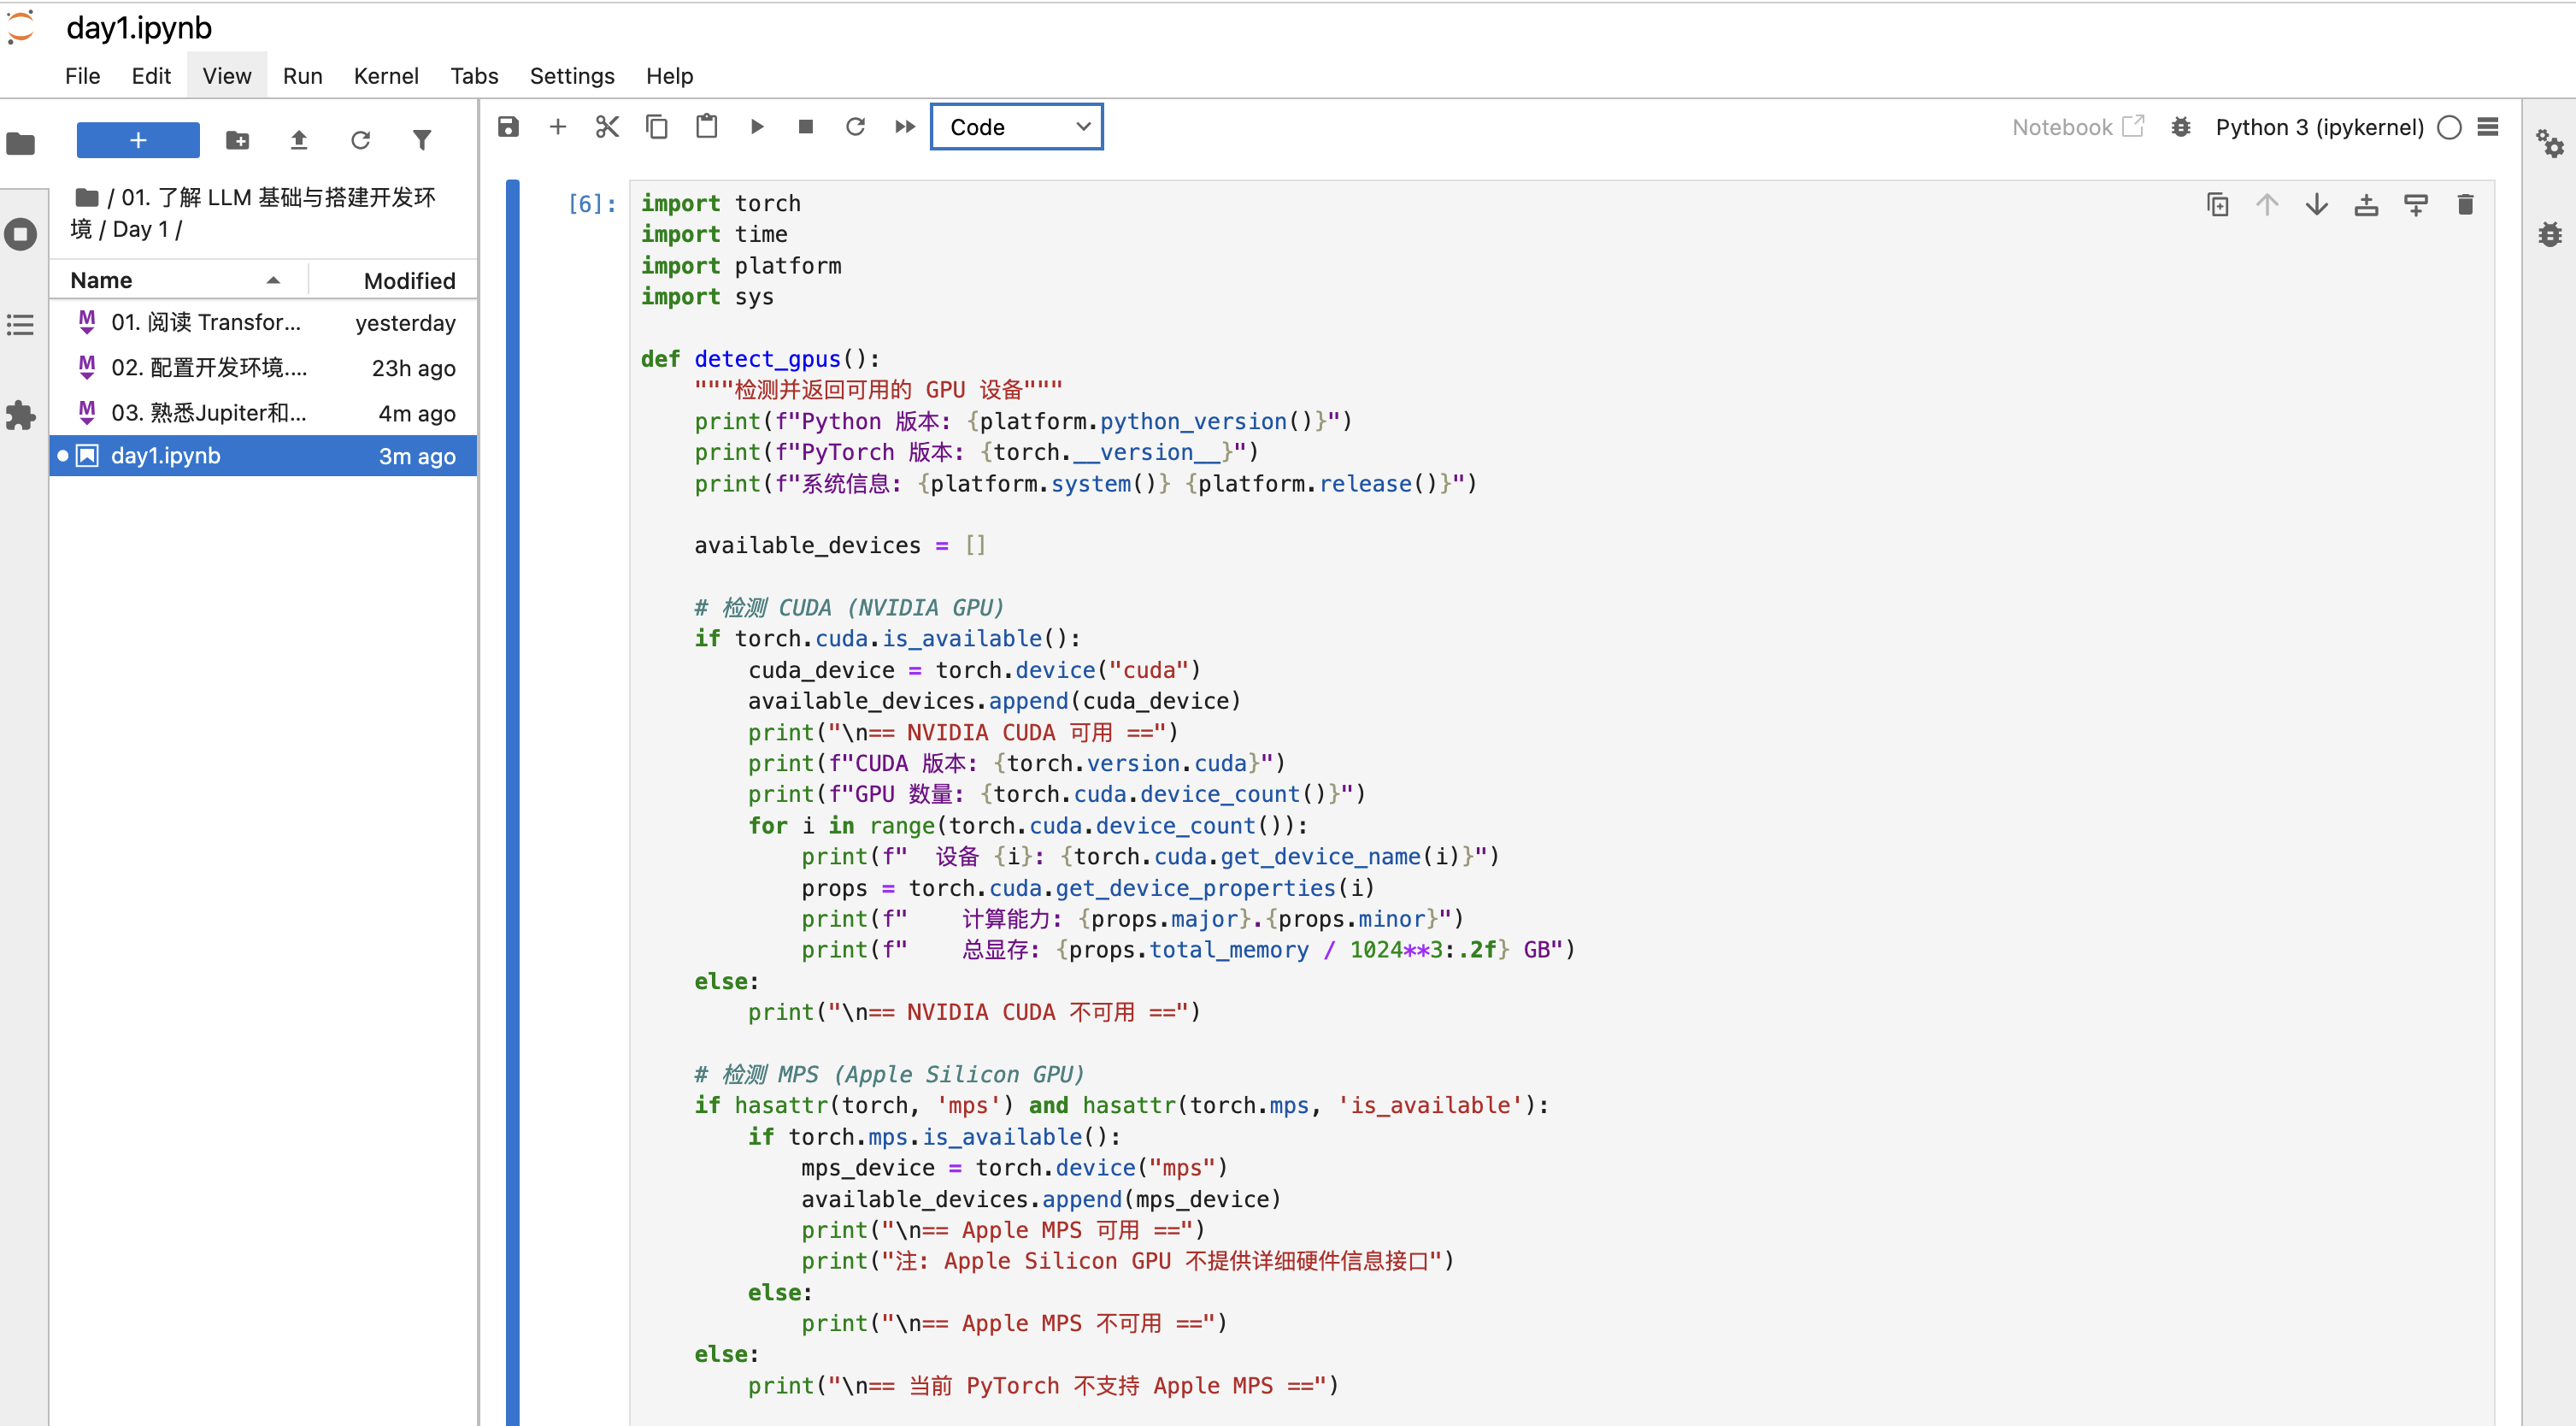 day1.ipynb
File Edit View Run Kernel Tabs Settings Help
Code
Notebook
Python 3 (ipykernel)
/ 01. 了解 LLM 基础与搭建开发环
境 / Day 1 /
Name Modified
01. 阅读 Transfor... yesterday
02. 配置开发环境.... 23h ago
03. 熟悉Jupiter和... 4m ago
day1.ipynb 3m ago
[6]:
import torch
import time
import platform
import sys
def detect_gpus():
    """检测并返回可用的 GPU 设备"""
    print(f"Python 版本: {platform.python_version()}")
    print(f"PyTorch 版本: {torch.__version__}")
    print(f"系统信息: {platform.system()} {platform.release()}")
    available_devices = []
    # 检测 CUDA (NVIDIA GPU)
    if torch.cuda.is_available():
        cuda_device = torch.device("cuda")
        available_devices.append(cuda_device)
        print("\n== NVIDIA CUDA 可用 ==")
        print(f"CUDA 版本: {torch.version.cuda}")
        print(f"GPU 数量: {torch.cuda.device_count()}")
        for i in range(torch.cuda.device_count()):
            print(f"  设备 {i}: {torch.cuda.get_device_name(i)}")
            props = torch.cuda.get_device_properties(i)
            print(f"    计算能力: {props.major}.{props.minor}")
            print(f"    总显存: {props.total_memory / 1024**3:.2f} GB")
    else:
        print("\n== NVIDIA CUDA 不可用 ==")
    # 检测 MPS (Apple Silicon GPU)
    if hasattr(torch, 'mps') and hasattr(torch.mps, 'is_available'):
        if torch.mps.is_available():
            mps_device = torch.device("mps")
            available_devices.append(mps_device)
            print("\n== Apple MPS 可用 ==")
            print("注: Apple Silicon GPU 不提供详细硬件信息接口")
        else:
            print("\n== Apple MPS 不可用 ==")
    else:
        print("\n== 当前 PyTorch 不支持 Apple MPS ==")